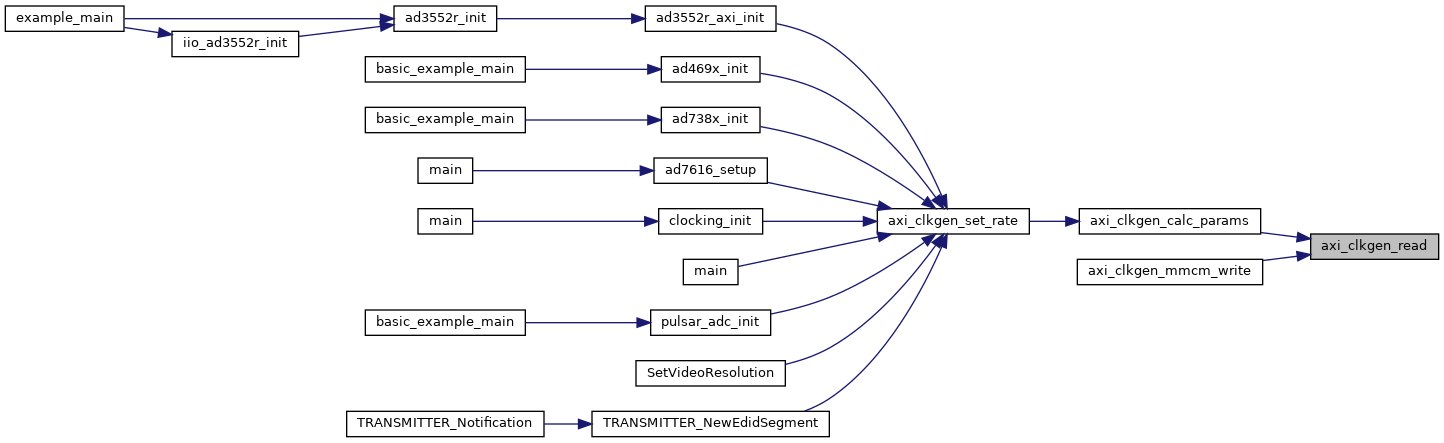 example_main
ad3552r_init
ad3552r_axi_init
iio_ad3552r_init
basic_example_main
ad469x_init
basic_example_main
ad738x_init
main
ad7616_setup
main
clocking_init
axi_clkgen_set_rate
axi_clkgen_calc_params
axi_clkgen_read
main
axi_clkgen_mmcm_write
basic_example_main
pulsar_adc_init
SetVideoResolution
TRANSMITTER_Notification
TRANSMITTER_NewEdidSegment